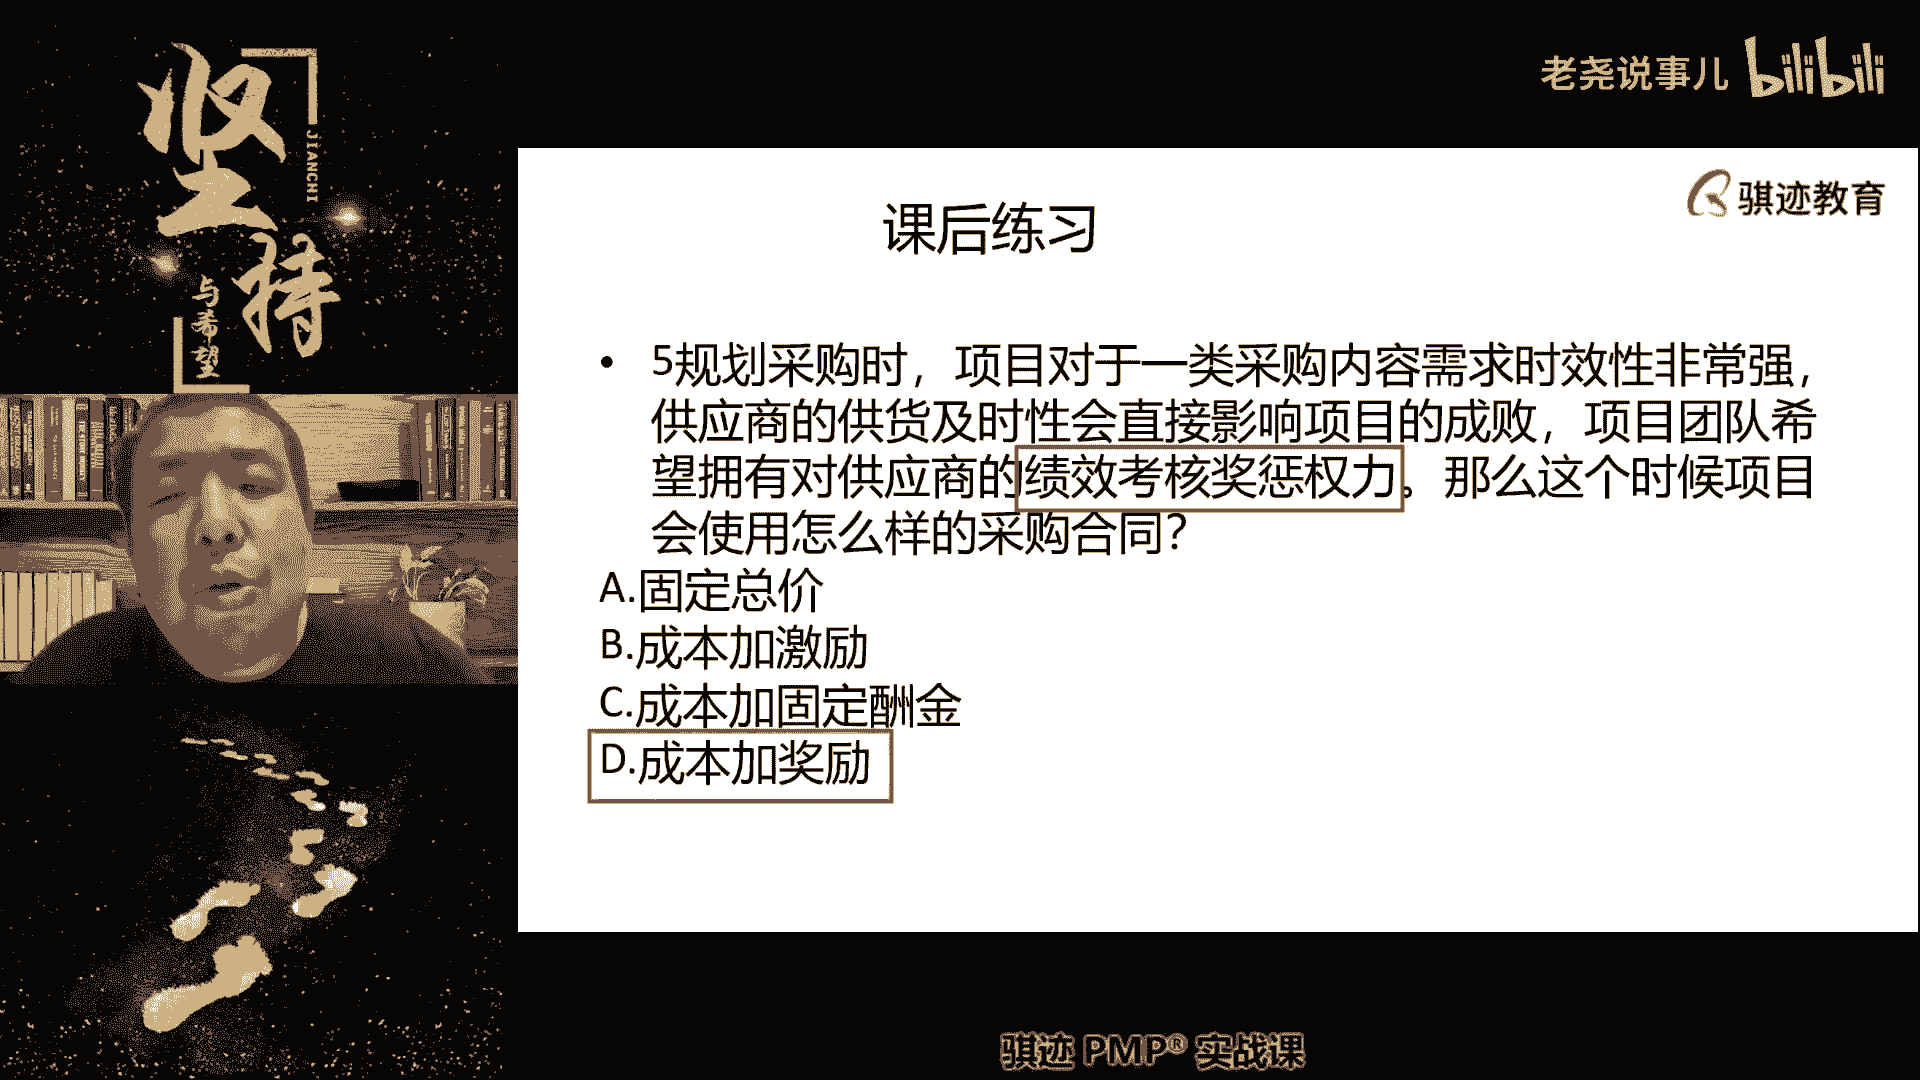 坚持
JIANCHI
与希望
老尧说事儿 bilibili
骐迹教育
课后练习
• 5规划采购时，项目对于一类采购内容需求时效性非常强，
供应商的供货及时性会直接影响项目的成败，项目团队希
望拥有对供应商的绩效考核奖惩权力。那么这个时候项目
会使用怎么样的采购合同？
A.固定总价
B.成本加激励
C.成本加固定酬金
D.成本加奖励
骐迹 PMP® 实战课